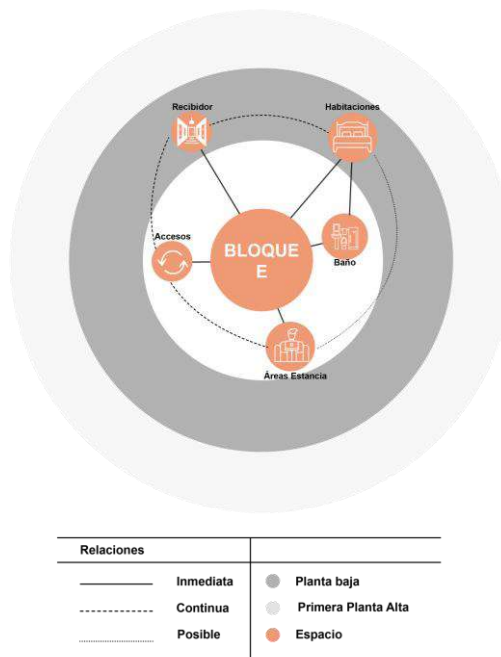 Recibidor
Habitaciones
Accesos
BLOQUE
E
Baño
Áreas Estancia
Relaciones
Inmediata
Planta baja
Continua
Primera Planta Alta
Posible
Espacio